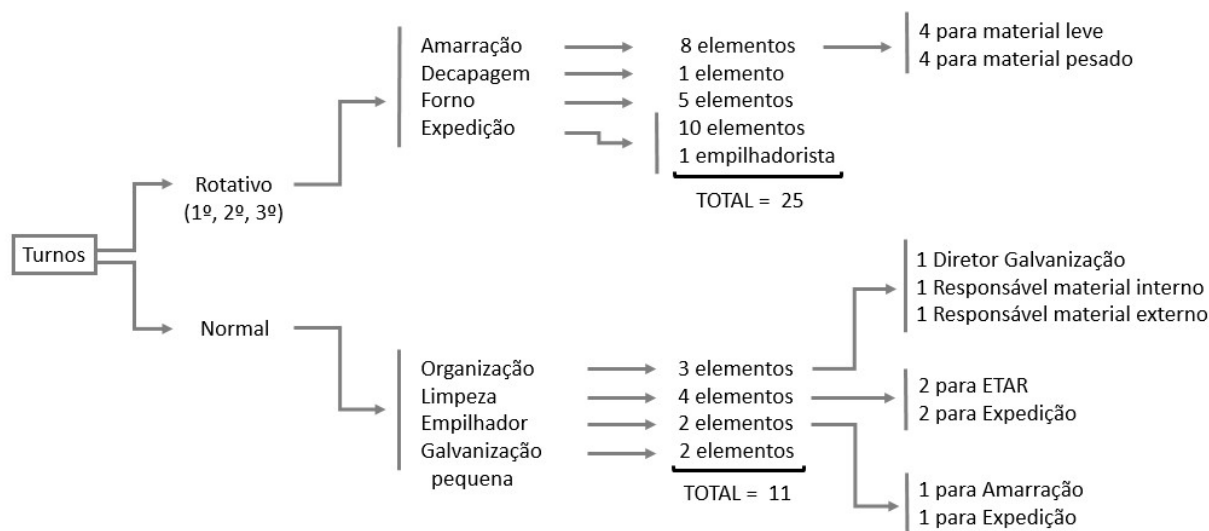 Turnos
Rotativo
(1º, 2º, 3º)
Amarração
Decapagem
Forno
Expedição
8 elementos
1 elemento
5 elementos
10 elementos
1 empilhadorista
TOTAL = 25
4 para material leve
4 para material pesado
Normal
Organização
Limpeza
Empilhador
Galvanização
pequena
3 elementos
4 elementos
2 elementos
2 elementos
TOTAL = 11
1 Diretor Galvanização
1 Responsável material interno
1 Responsável material externo
2 para ETAR
2 para Expedição
1 para Amarração
1 para Expedição